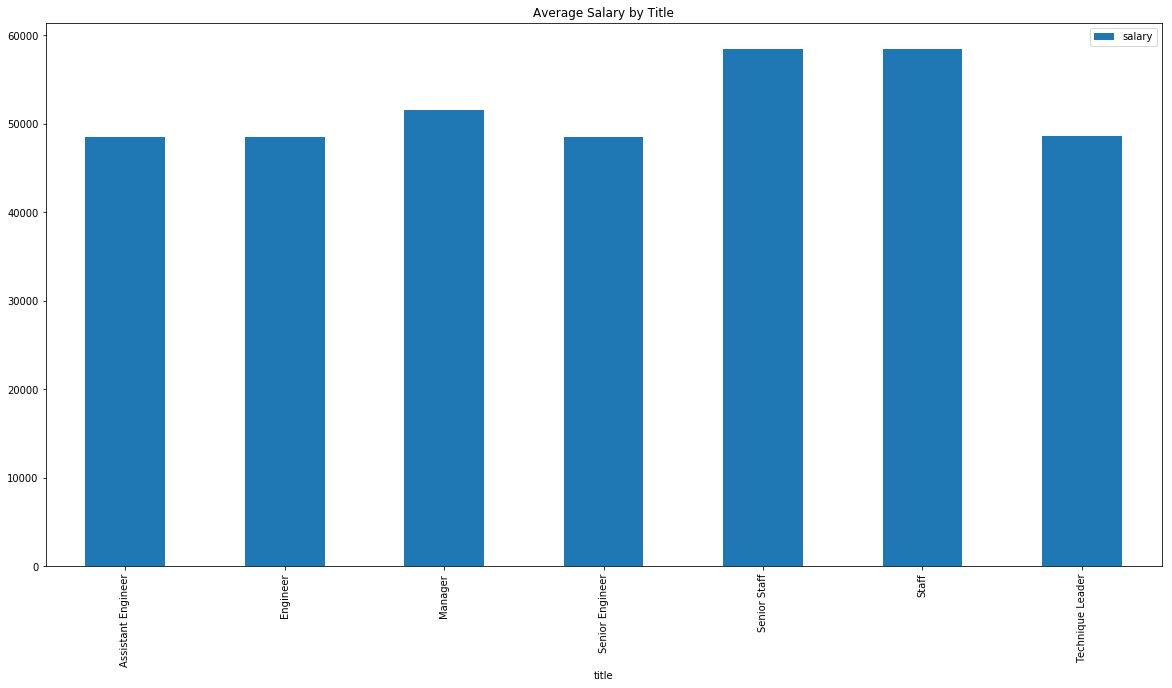 Average Salary by Title
salary
60000
50000
40000
30000
20000
10000
0
Assistant Engineer
Engineer
Manager
Senior Engineer
Senior Staff
Staff
Technique Leader
title